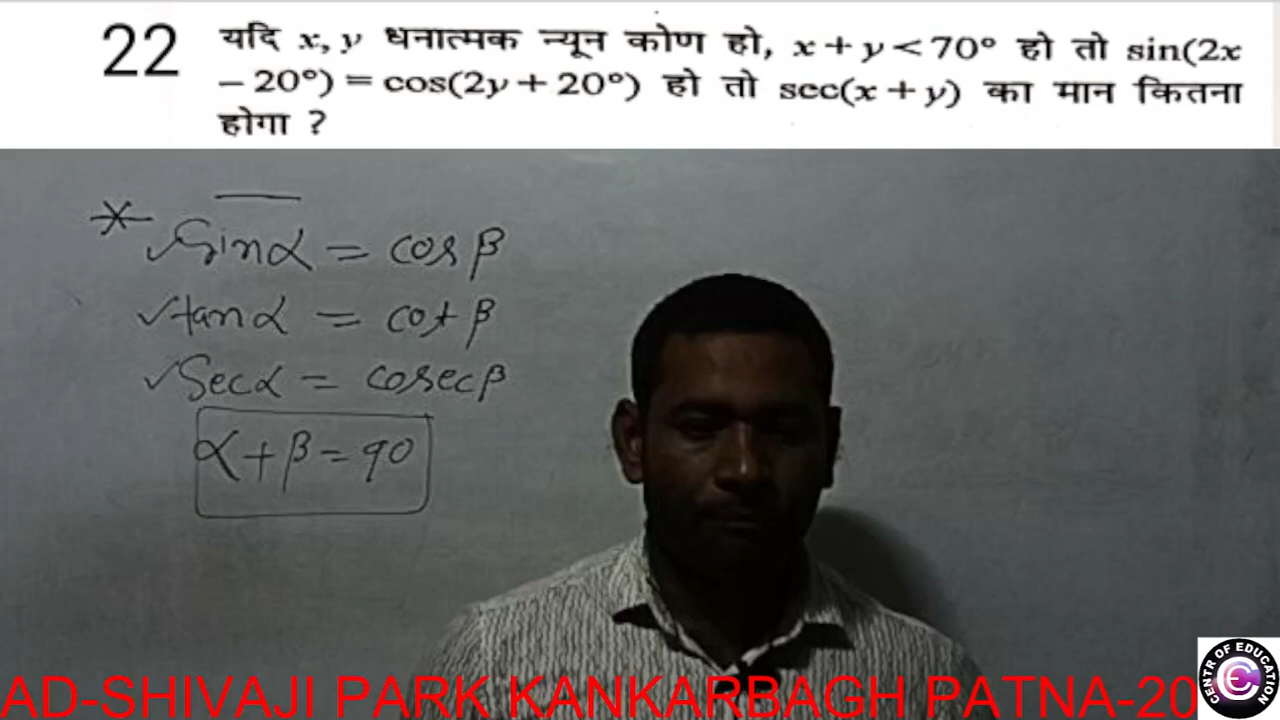 22 यदि x, y धनात्मक न्यून कोण हो, x + y < 70° हो तो sin(2x
– 20°) = cos(2y + 20°) हो तो sec(x + y) का मान कितना
होगा ?
* ✓Sinα = cosβ
✓tanα = cotβ
✓Secα = cosecβ
α + β = 90
AD-SHIVAJI PARK KANKARBAGH PATNA-20
CENTR OF EDUCATION